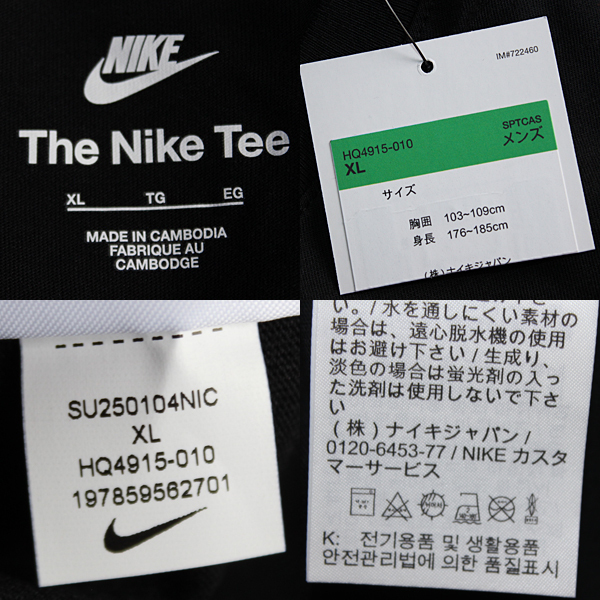 NIKE
The Nike Tee
XL TG EG
MADE IN CAMBODIA
FABRIQUE AU
CAMBODGE
IM#722460
SPTCAS
HQ4915-010 メンズ
XL
サイズ
胸囲 103~109cm
身長 176~185cm
(株)ナイキジャパン
SU250104NIC
XL
HQ4915-010
197859562701
い。/ 水を通しにくい素材の
場合は、遠心脱水機の使用
はお避け下さい / 生成り、
淡色の場合は蛍光剤の入っ
た洗剤は使用しないで下さ
い
(株)ナイキジャパン/
0120-6453-77 / NIKE カスタ
マーサービス
K: 전기용품 및 생활용품
안전관리법에 의한 품질표시